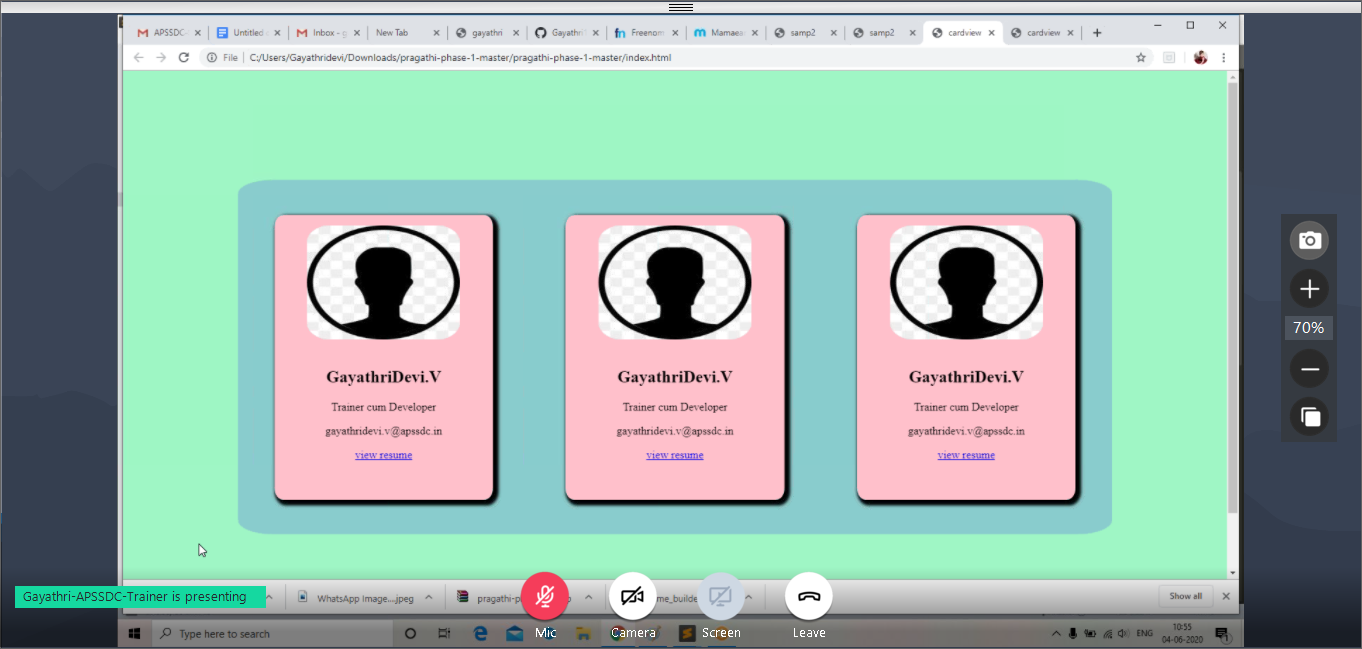 APSSDC-
Untitled
Inbox - g
New Tab
gayathri
Gayathri
Freenom
Mamaea
samp2
samp2
cardview
cardview
File
C:/Users/Gayathridevi/Downloads/pragathi-phase-1-master/pragathi-phase-1-master/index.html
70%
GayathriDevi.V
Trainer cum Developer
gayathridevi.v@apssdc.in
view resume
GayathriDevi.V
Trainer cum Developer
gayathridevi.v@apssdc.in
view resume
GayathriDevi.V
Trainer cum Developer
gayathridevi.v@apssdc.in
view resume
Gayathri-APSSDC-Trainer is presenting
WhatsApp Image....jpeg
pragathi-p
me_builde
Show all
Mic
Camera
Screen
Leave
Type here to search
ENG
10:55
04-06-2020
1